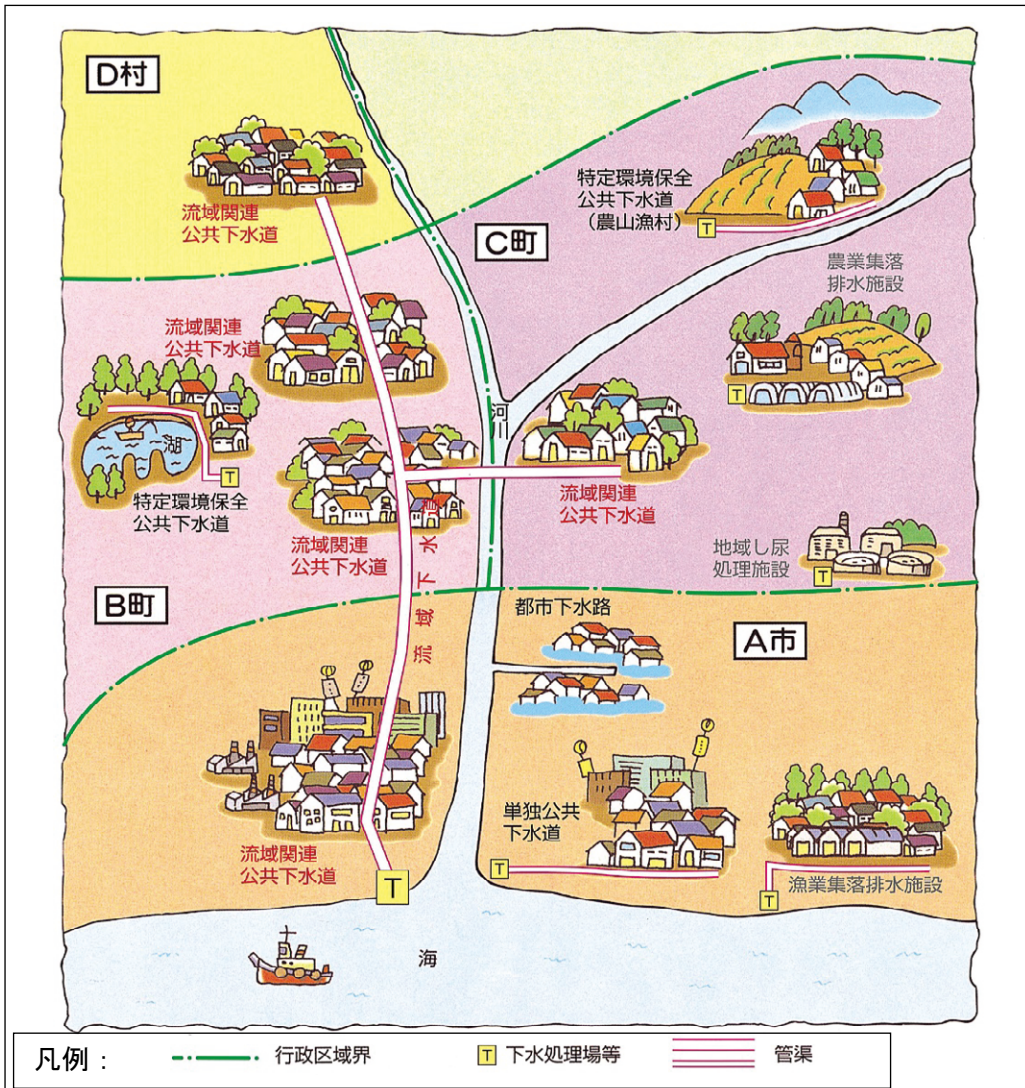 D村
流域関連
公共下水道
特定環境保全
公共下水道
(農山漁村)
T
C町
農業集落
排水施設
T
流域関連
公共下水道
湖
T
特定環境保全
公共下水道
河川
流域関連
公共下水道
流域関連
公共下水道
流域下水道
地域し尿
処理施設
T
B町
都市下水路
A市
単独公共
下水道
T
流域関連
公共下水道
T
漁業集落排水施設
T
海
凡例:
行政区域界
T 下水処理場等
管渠